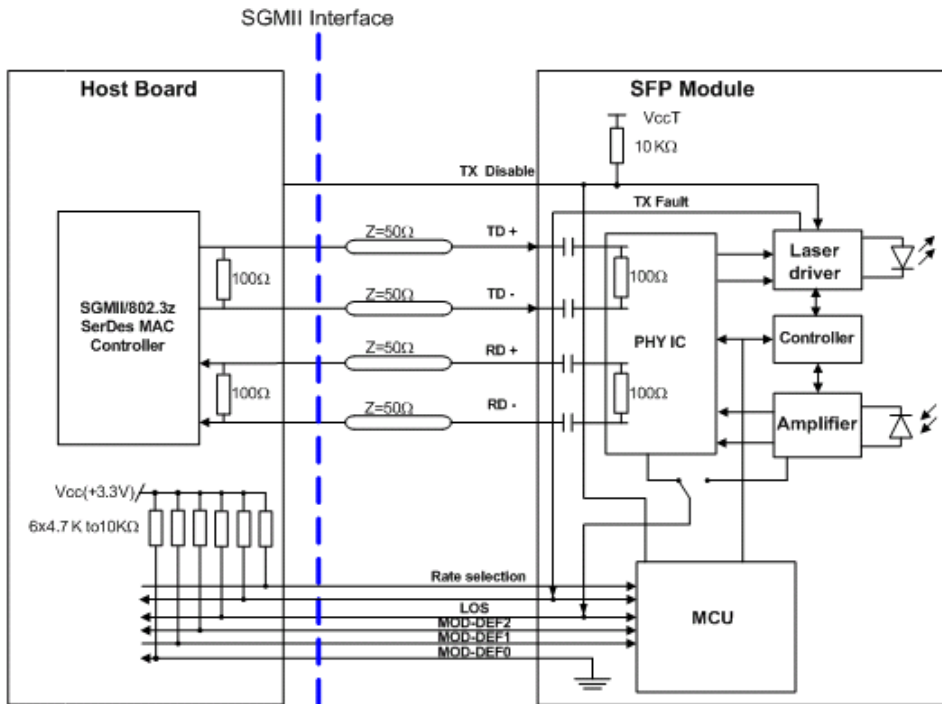 SGMII Interface
Host Board
SFP Module
VccT
10 KΩ
TX Disable
TX Fault
Z=50Ω
TD +
Laser
driver
100Ω
100Ω
SGMII/802.3z
SerDes MAC
Controller
Z=50Ω
TD -
PHY IC
Controller
Z=50Ω
RD +
100Ω
100Ω
Z=50Ω
RD -
Amplifier
Vcc(+3.3V)
6x4.7 K to10KΩ
Rate selection
LOS
MOD-DEF2
MOD-DEF1
MOD-DEF0
MCU